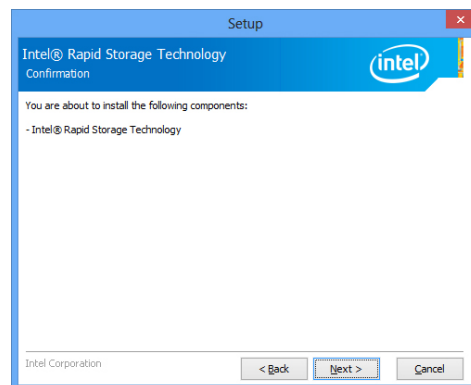 Setup
Intel® Rapid Storage Technology
Confirmation
intel
You are about to install the following components:
- Intel® Rapid Storage Technology
Intel Corporation
< Back
Next >
Cancel